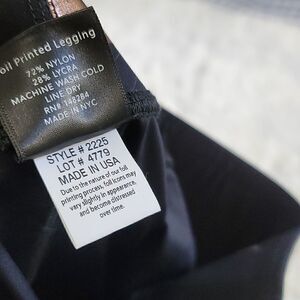 oil Printed Legging
72% NYLON
28% LYCRA
MACHINE WASH COLD
LINE DRY
RN# 148284
MADE IN NYC
STYLE # 2225
LOT # 4779
MADE IN USA
Due to the nature of our foil
printing process, foil icons may
vary slightly in appearance,
and become distressed
over time.